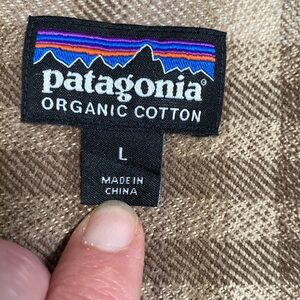 patagonia®
ORGANIC COTTON
L
MADE IN
CHINA